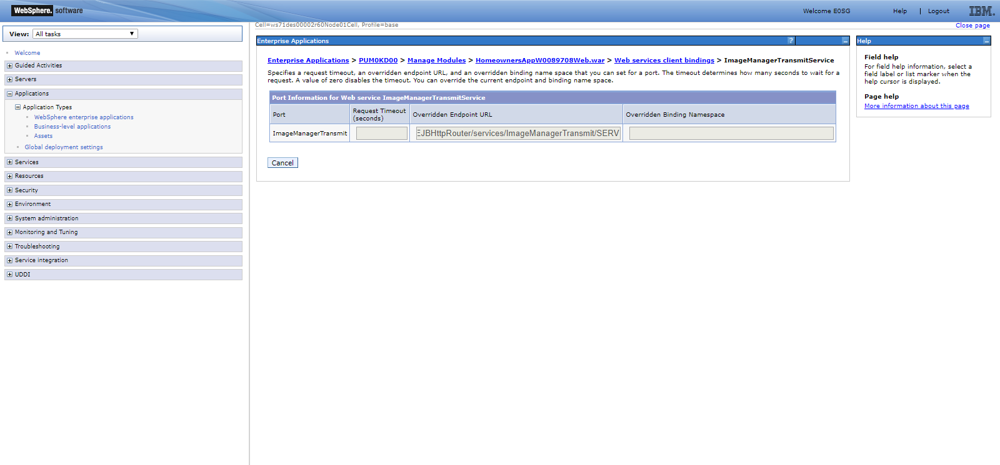 WebSphere. software
Welcome E0SG
Help | Logout
IBM.
View: All tasks
Welcome
Guided Activities
Servers
Applications
Application Types
WebSphere enterprise applications
Business-level applications
Assets
Global deployment settings
Services
Resources
Security
Environment
System administration
Monitoring and Tuning
Troubleshooting
Service integration
UDDI
Cell=ws71des00002r60Node01Cell, Profile=base
Close page
Enterprise Applications
?
Enterprise Applications > PUM0KD00 > Manage Modules > HomeownersAppW0089708Web.war > Web services client bindings > ImageManagerTransmitService
Specifies a request timeout, an overridden endpoint URL, and an overridden binding name space that you can set for a port. The timeout determines how many seconds to wait for a
request. A value of zero disables the timeout. You can override the current endpoint and binding name space.
Port Information for Web service ImageManagerTransmitService
Port
Request Timeout
(seconds)
Overridden Endpoint URL
Overridden Binding Namespace
ImageManagerTransmit
EJBHttpRouter/services/ImageManagerTransmit/SERV
Cancel
Help
Field help
For field help information, select a
field label or list marker when the
help cursor is displayed.
Page help
More information about this page